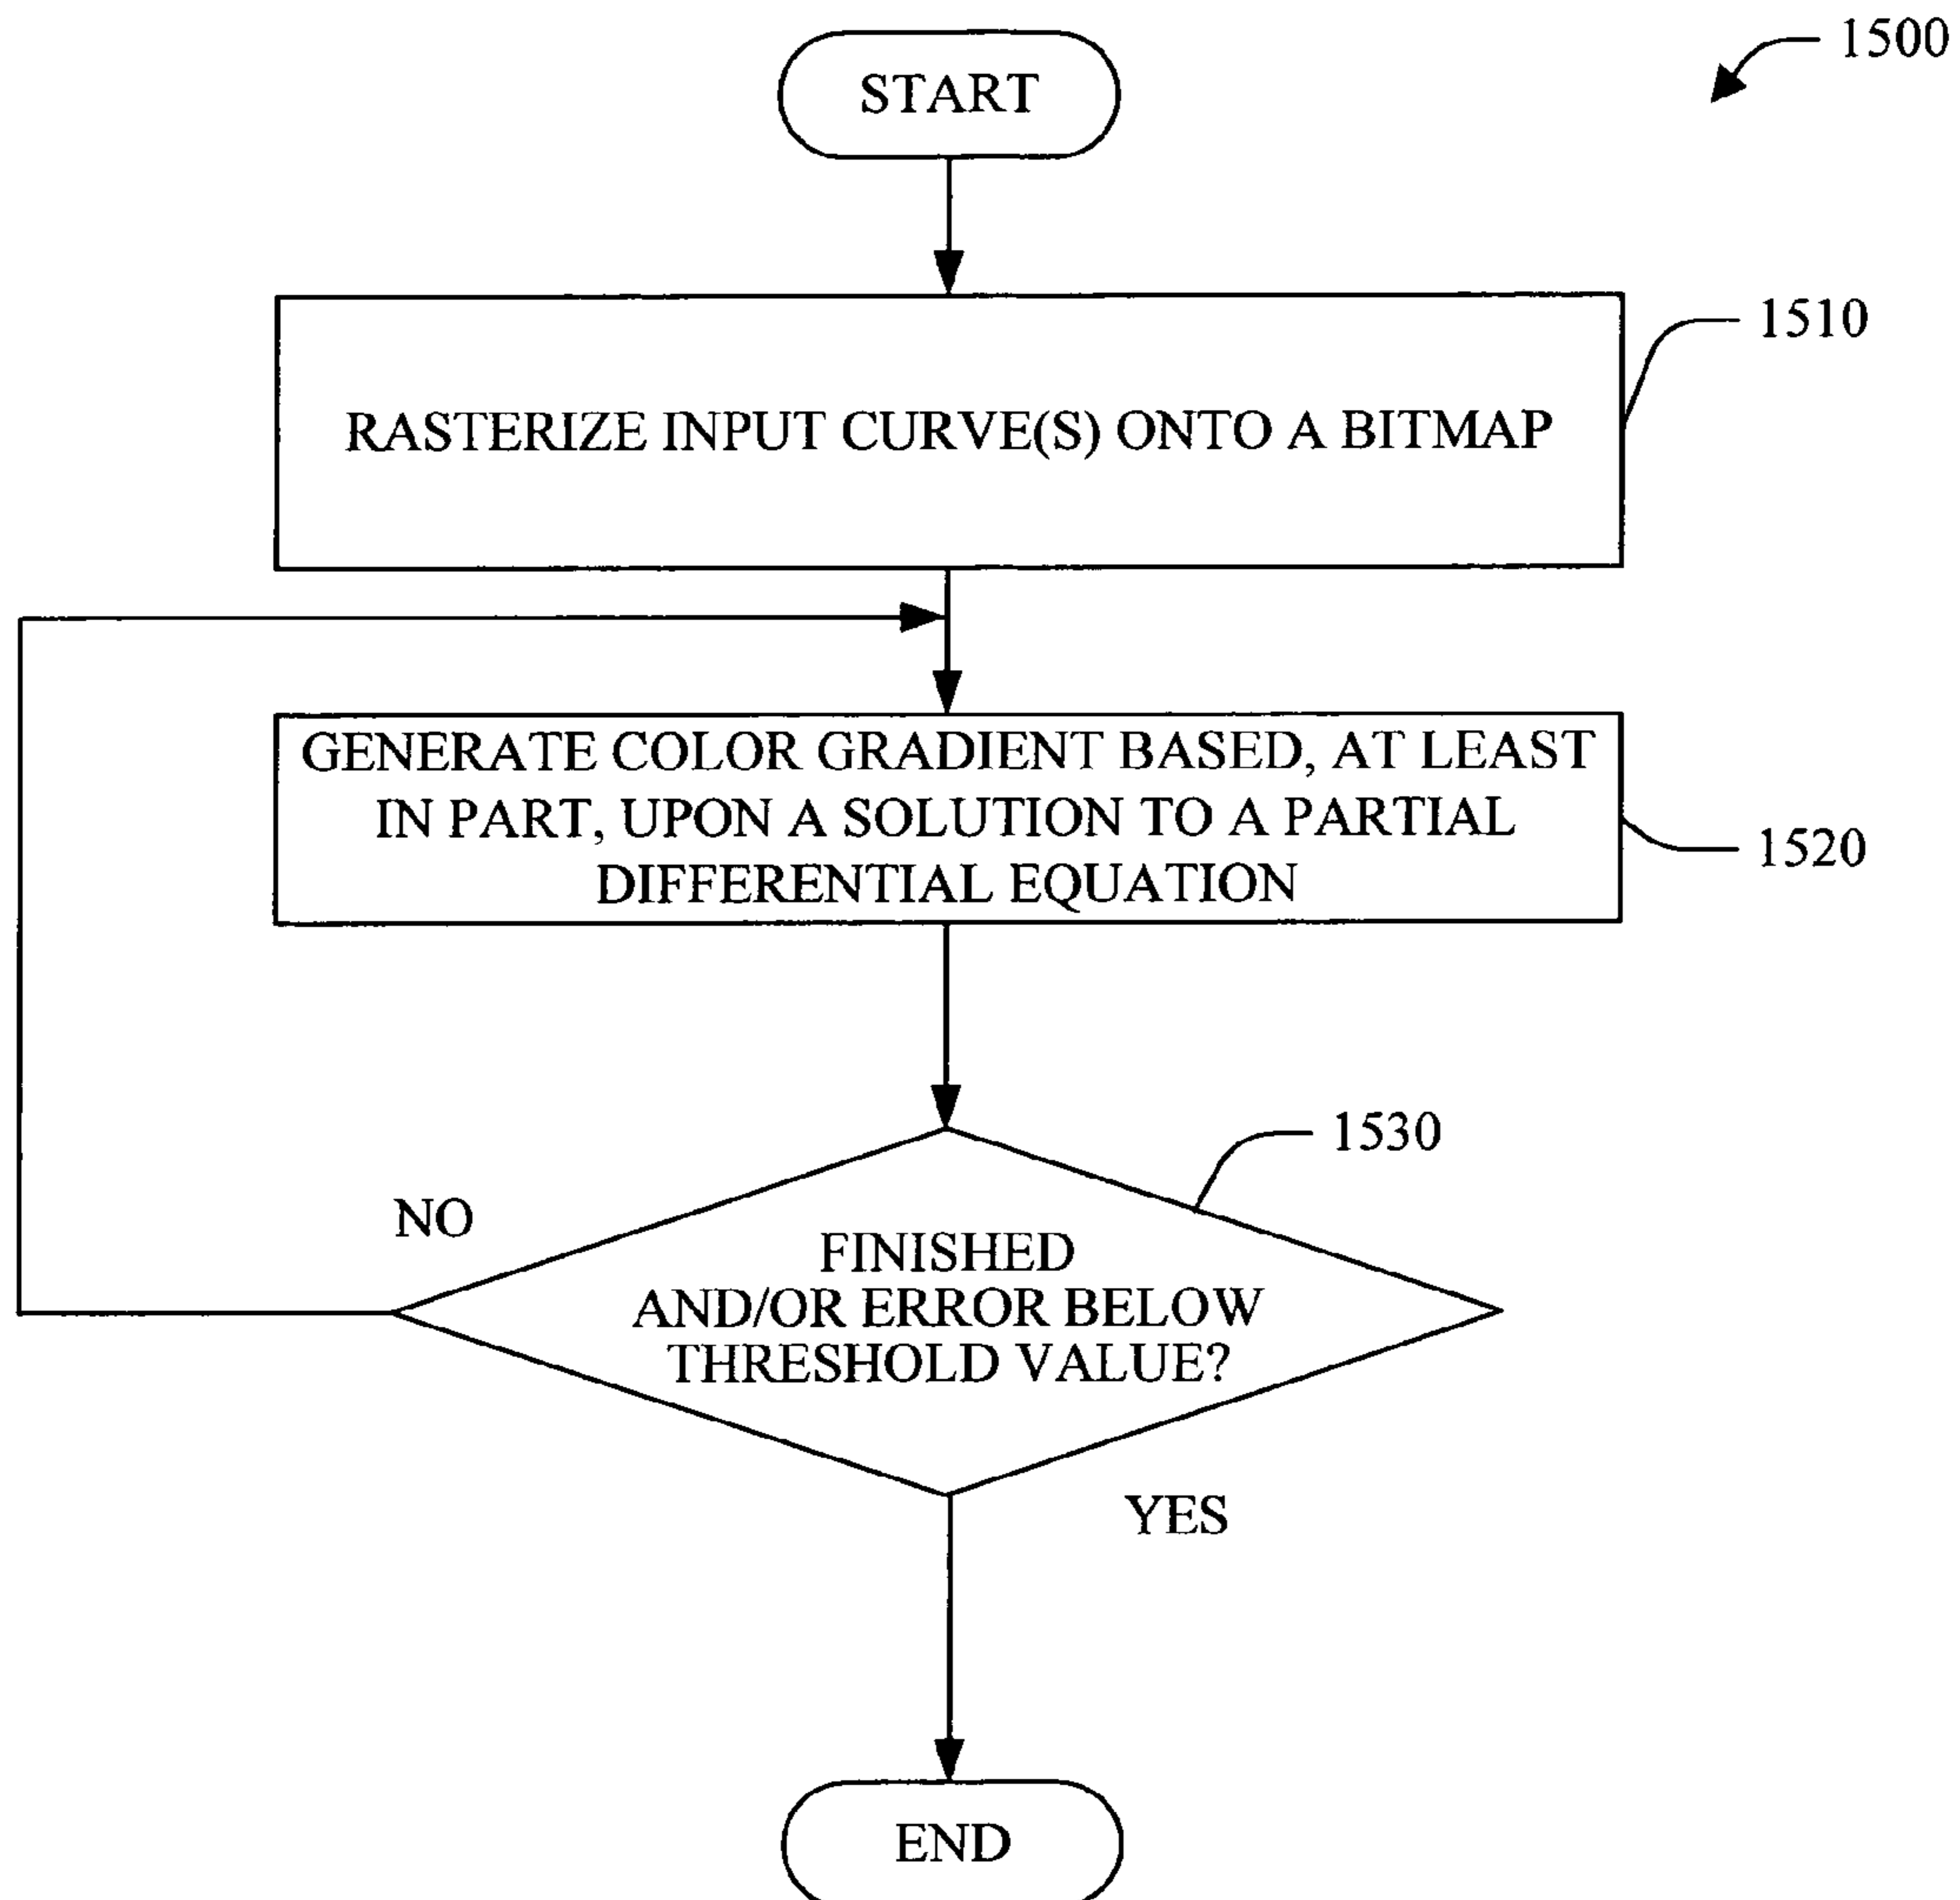 1500
START
1510
RASTERIZE INPUT CURVE(S) ONTO A BITMAP
GENERATE COLOR GRADIENT BASED, AT LEAST
IN PART, UPON A SOLUTION TO A PARTIAL
DIFFERENTIAL EQUATION
1520
1530
NO
FINISHED
AND/OR ERROR BELOW
THRESHOLD VALUE?
YES
END